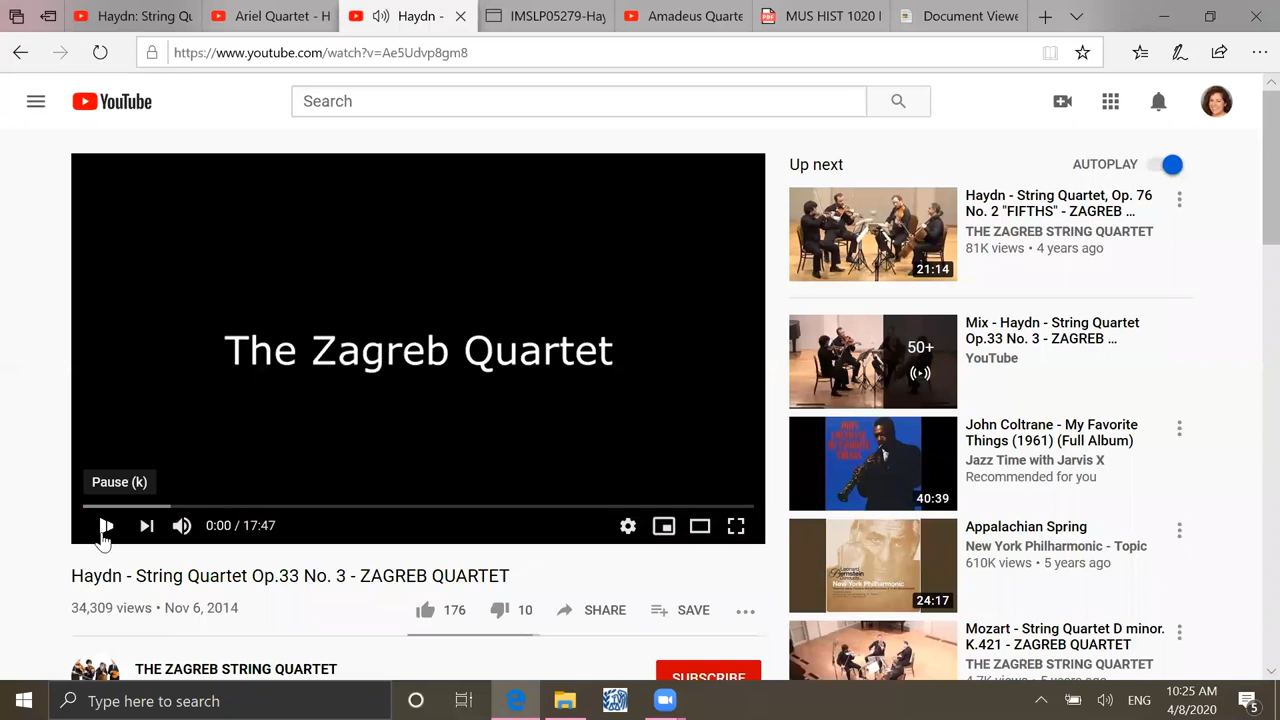 Haydn: String Qu
Ariel Quartet - H
Haydn -
IMSLP05279-Hay
Amadeus Quarte
MUS HIST 1020 I
Document Viewe
https://www.youtube.com/watch?v=Ae5Udvp8gm8
YouTube
Search
The Zagreb Quartet
Pause (k)
0:00 / 17:47
Haydn - String Quartet Op.33 No. 3 - ZAGREB QUARTET
34,309 views • Nov 6, 2014
176
10
SHARE
SAVE
THE ZAGREB STRING QUARTET
SUBSCRIBE
Up next
AUTOPLAY
21:14
Haydn - String Quartet, Op. 76
No. 2 "FIFTHS" - ZAGREB ...
THE ZAGREB STRING QUARTET
81K views • 4 years ago
50+
Mix - Haydn - String Quartet
Op.33 No. 3 - ZAGREB ...
YouTube
40:39
John Coltrane - My Favorite
Things (1961) (Full Album)
Jazz Time with Jarvis X
Recommended for you
24:17
Appalachian Spring
New York Philharmonic - Topic
610K views • 5 years ago
Mozart - String Quartet D minor.
K.421 - ZAGREB QUARTET
THE ZAGREB STRING QUARTET
4.7K views • 5 years ago
Type here to search
ENG
10:25 AM
4/8/2020
5